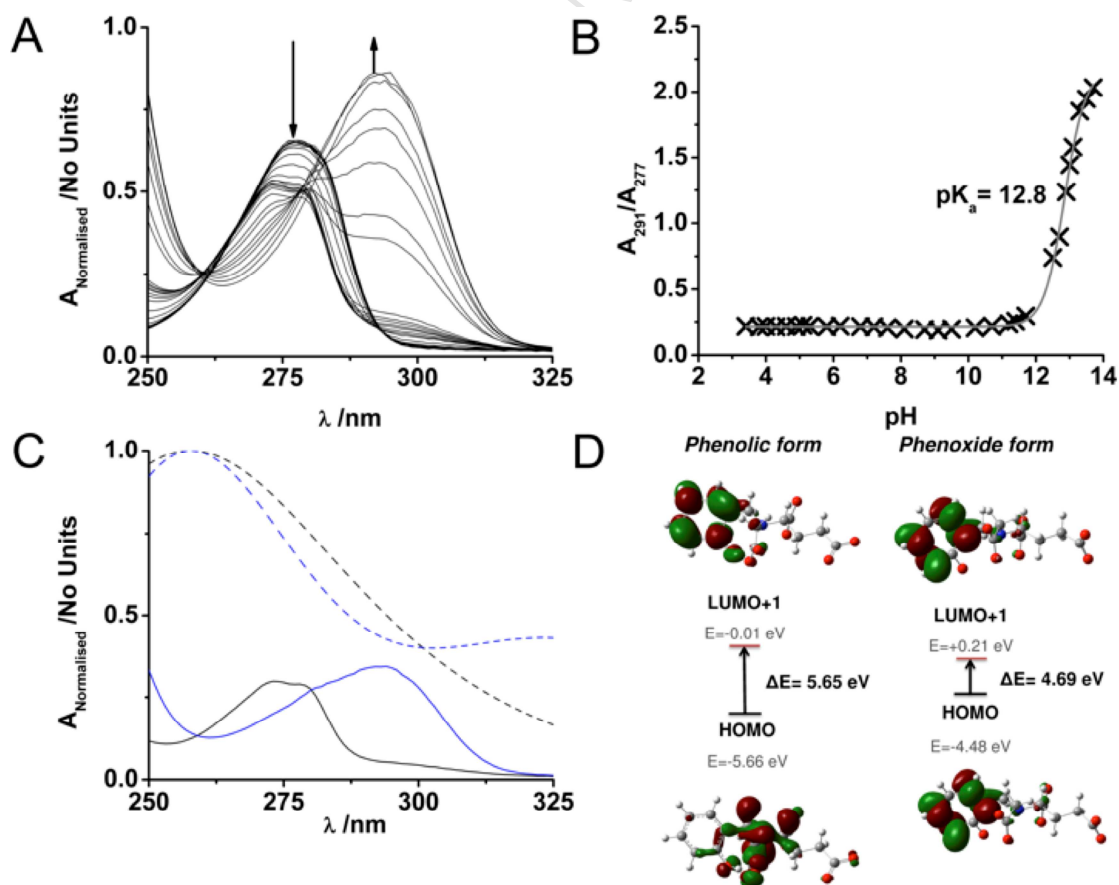 A
1.0
0.5
0.0
A_Normalised /No Units
250
275
300
325
λ /nm
B
2.5
2.0
1.5
1.0
0.5
0.0
A_291/A_277
pK_a = 12.8
2
4
6
8
10
12
14
pH
C
1.0
0.5
0.0
A_Normalised /No Units
250
275
300
325
λ /nm
D
Phenolic form
Phenoxide form
LUMO+1
E=-0.01 eV
ΔE= 5.65 eV
HOMO
E=-5.66 eV
LUMO+1
E=+0.21 eV
ΔE= 4.69 eV
HOMO
E=-4.48 eV